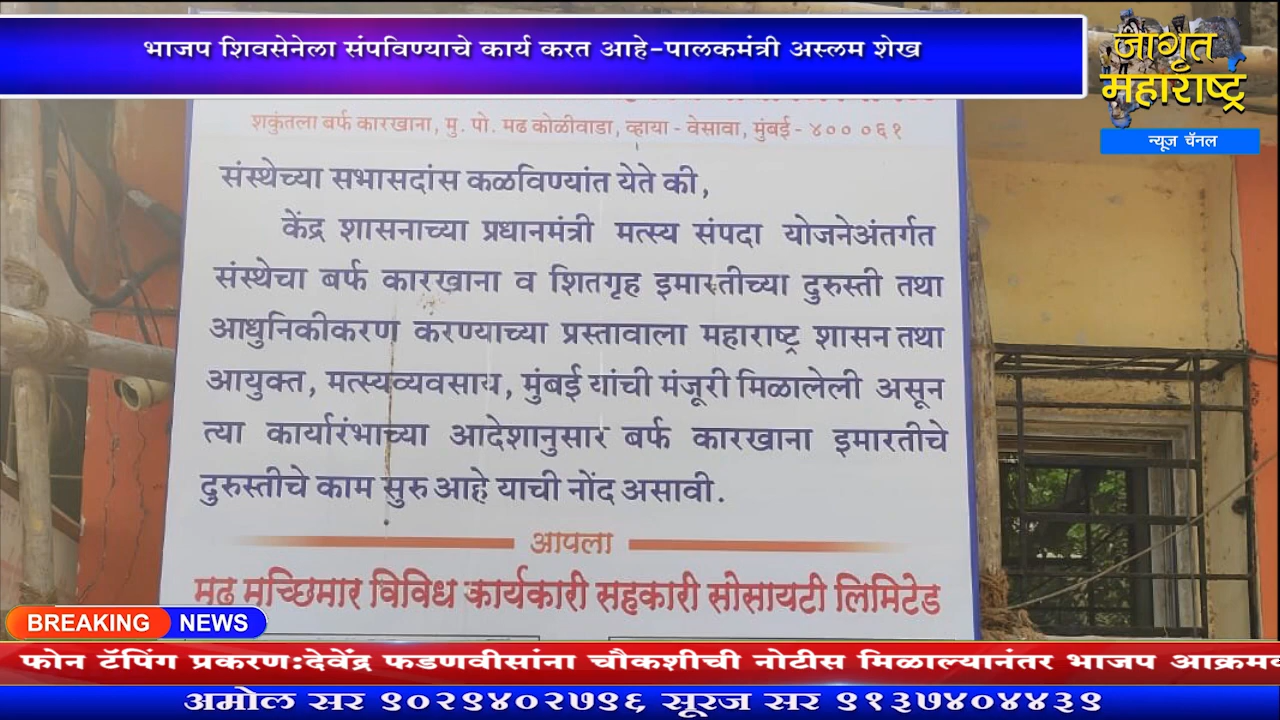 भाजप शिवसेनेला संपविण्याचे कार्य करत आहे-पालकमंत्री अस्लम शेख
जागृत
महाराष्ट्र
न्यूज चॅनल
शकुंतला बर्फ कारखाना, मु. पो. मढ कोळीवाडा, व्हाया - वेसावा, मुंबई - ४०० ०६१
संस्थेच्या सभासदांस कळविण्यांत येते की,
केंद्र शासनाच्या प्रधानमंत्री मत्स्य संपदा योजनेअंतर्गत
संस्थेचा बर्फ कारखाना व शितगृह इमारतीच्या दुरुस्ती तथा
आधुनिकीकरण करण्याच्या प्रस्तावाला महाराष्ट्र शासन तथा
आयुक्त, मत्स्यव्यवसाय, मुंबई यांची मंजूरी मिळालेली असून
त्या कार्यारंभाच्या आदेशानुसार बर्फ कारखाना इमारतीचे
दुरुस्तीचे काम सुरु आहे याची नोंद असावी.
आपला
मढ मच्छिमार विविध कार्यकारी सहकारी सोसायटी लिमिटेड
BREAKING NEWS
फोन टॅपिंग प्रकरण:देवेंद्र फडणवीसांना चौकशीची नोटीस मिळाल्यानंतर भाजप आक्रमक
अमोल सर ९०२९४०२७९६ सूरज सर ९१३७४०४४३९